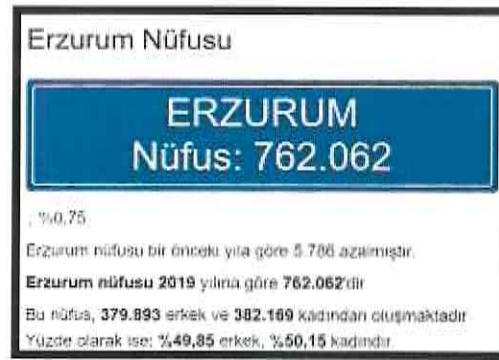 Erzurum Nüfusu
ERZURUM
Nüfus: 762.062
, %0,75
Erzurum nüfusu bir önceki yıla göre 5.786 azalmıştır.
Erzurum nüfusu 2019 yılına göre 762.062'dir
Bu nüfus, 379.893 erkek ve 382.169 kadından oluşmaktadır
Yüzde olarak ise: %49,85 erkek, %50,15 kadındır.